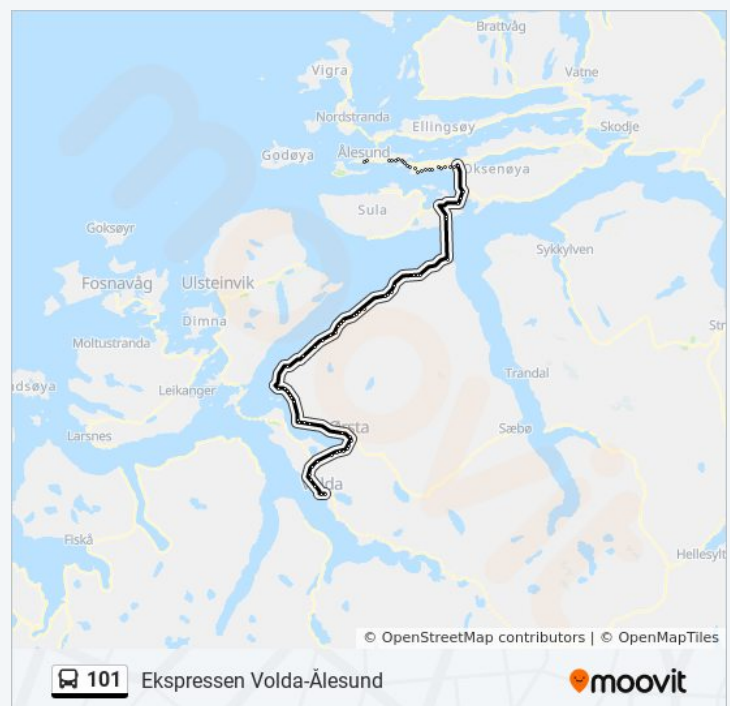 Brattvåg
Vigra
Vatne
Nordstranda
Ellingsøy
Skodje
Godøya
Ålesund
Oksenøya
Sula
Goksøyr
Sykkylven
Fosnavåg
Ulsteinvik
Dimna
Moltustranda
Leikanger
Trandal
Larsnes
Ørsta
Sæbø
Volda
Fiskå
Hellesylt
© OpenStreetMap contributors | © OpenMapTiles
101 Ekspressen Volda-Ălesund
moovit